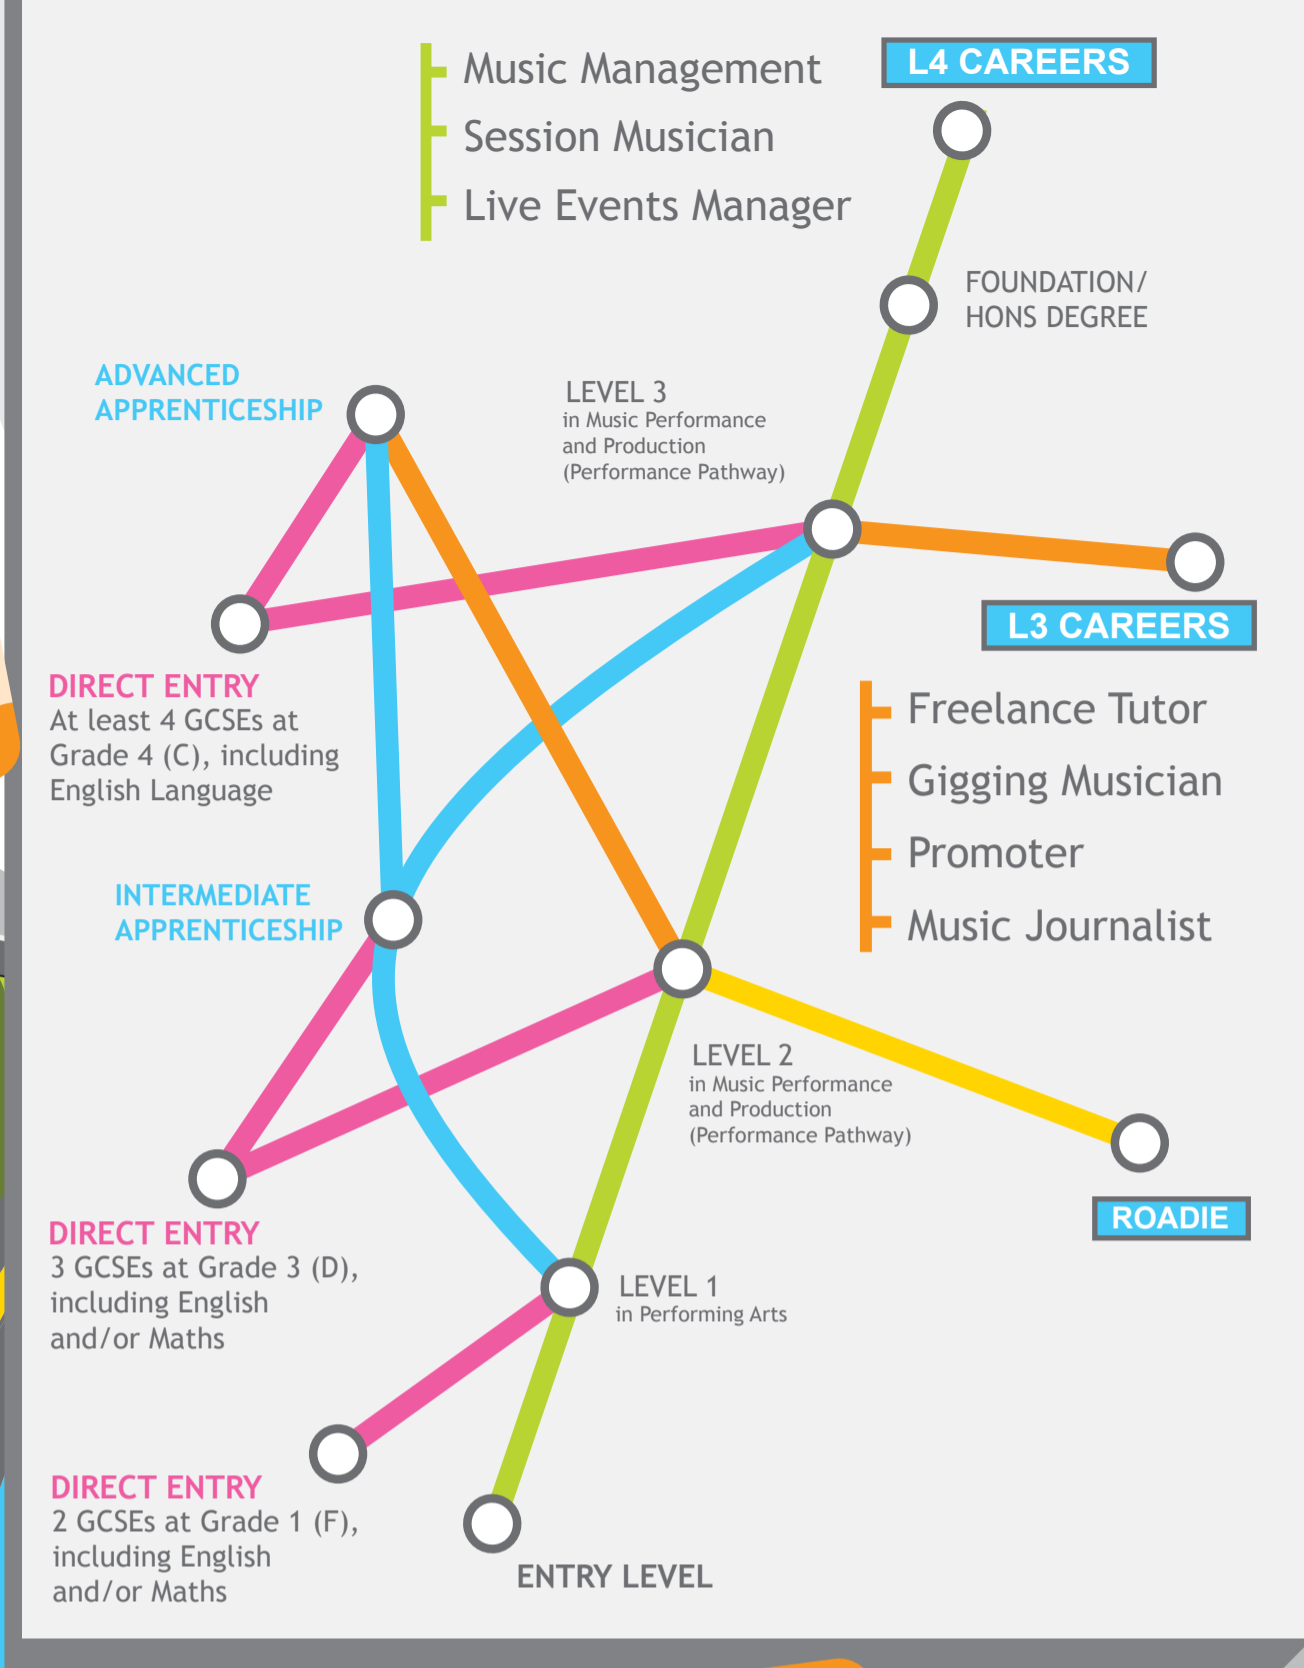 Music Management
Session Musician
Live Events Manager
L4 CAREERS
FOUNDATION/
HONS DEGREE
ADVANCED
APPRENTICESHIP
LEVEL 3
in Music Performance
and Production
(Performance Pathway)
L3 CAREERS
DIRECT ENTRY
At least 4 GCSEs at
Grade 4 (C), including
English Language
Freelance Tutor
Gigging Musician
Promoter
Music Journalist
INTERMEDIATE
APPRENTICESHIP
LEVEL 2
in Music Performance
and Production
(Performance Pathway)
ROADIE
DIRECT ENTRY
3 GCSEs at Grade 3 (D),
including English
and/or Maths
LEVEL 1
in Performing Arts
DIRECT ENTRY
2 GCSEs at Grade 1 (F),
including English
and/or Maths
ENTRY LEVEL